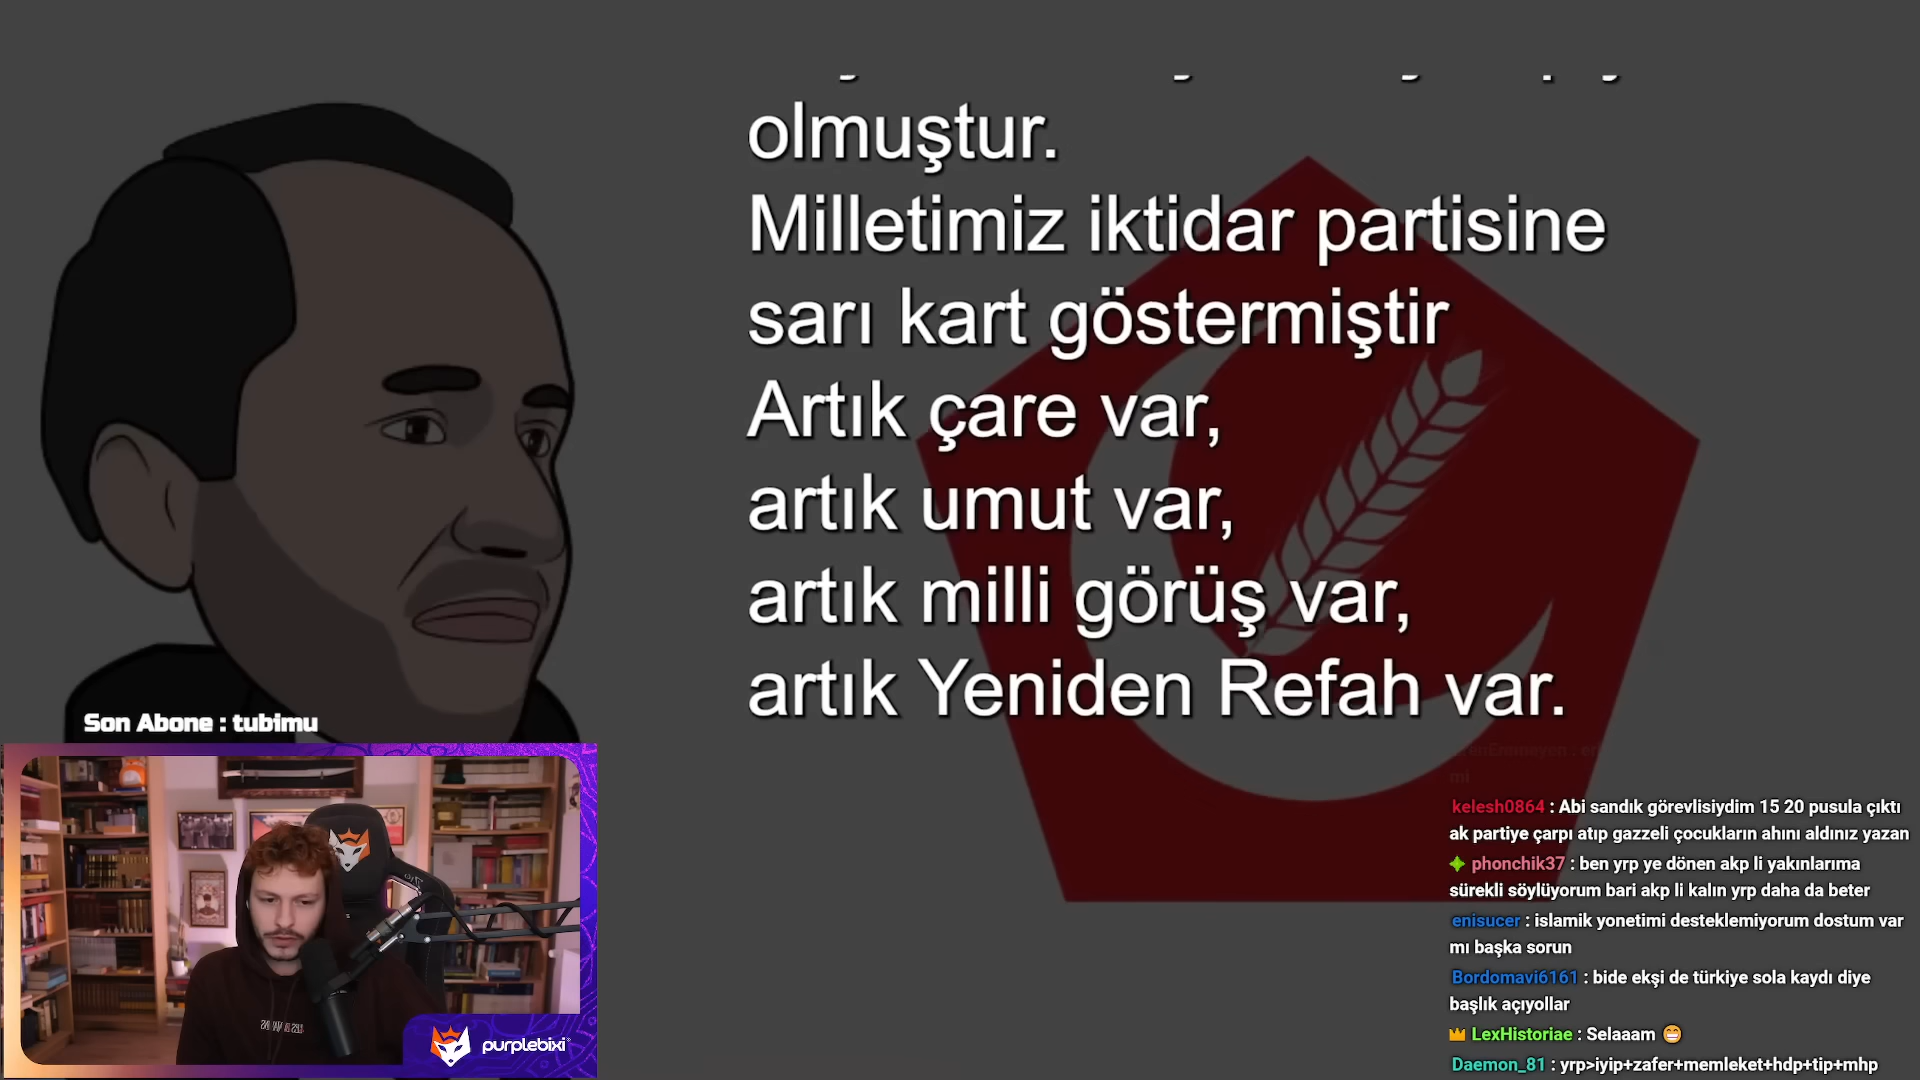 olmuştur.
Milletimiz iktidar partisine
sarı kart göstermiştir
Artık çare var,
artık umut var,
artık milli görüş var,
artık Yeniden Refah var.
Son Abone : tubimu
purplebixi
kelesh0864 : Abi sandık görevlisiydim 15 20 pusula çıktı
ak partiye çarpı atıp gazzeli çocukların ahını aldınız yazan
phonchik37 : ben yrp ye dönen akp li yakınlarıma
sürekli söylüyorum bari akp li kalın yrp daha da beter
enisucer : islamik yonetimi desteklemiyorum dostum var
mı başka sorun
Bordomavi6161 : bide ekşi de türkiye sola kaydı diye
başlık açıyollar
LexHistoriae : Selaaam
Daemon_81 : yrp>iyip+zafer+memleket+hdp+tip+mhp